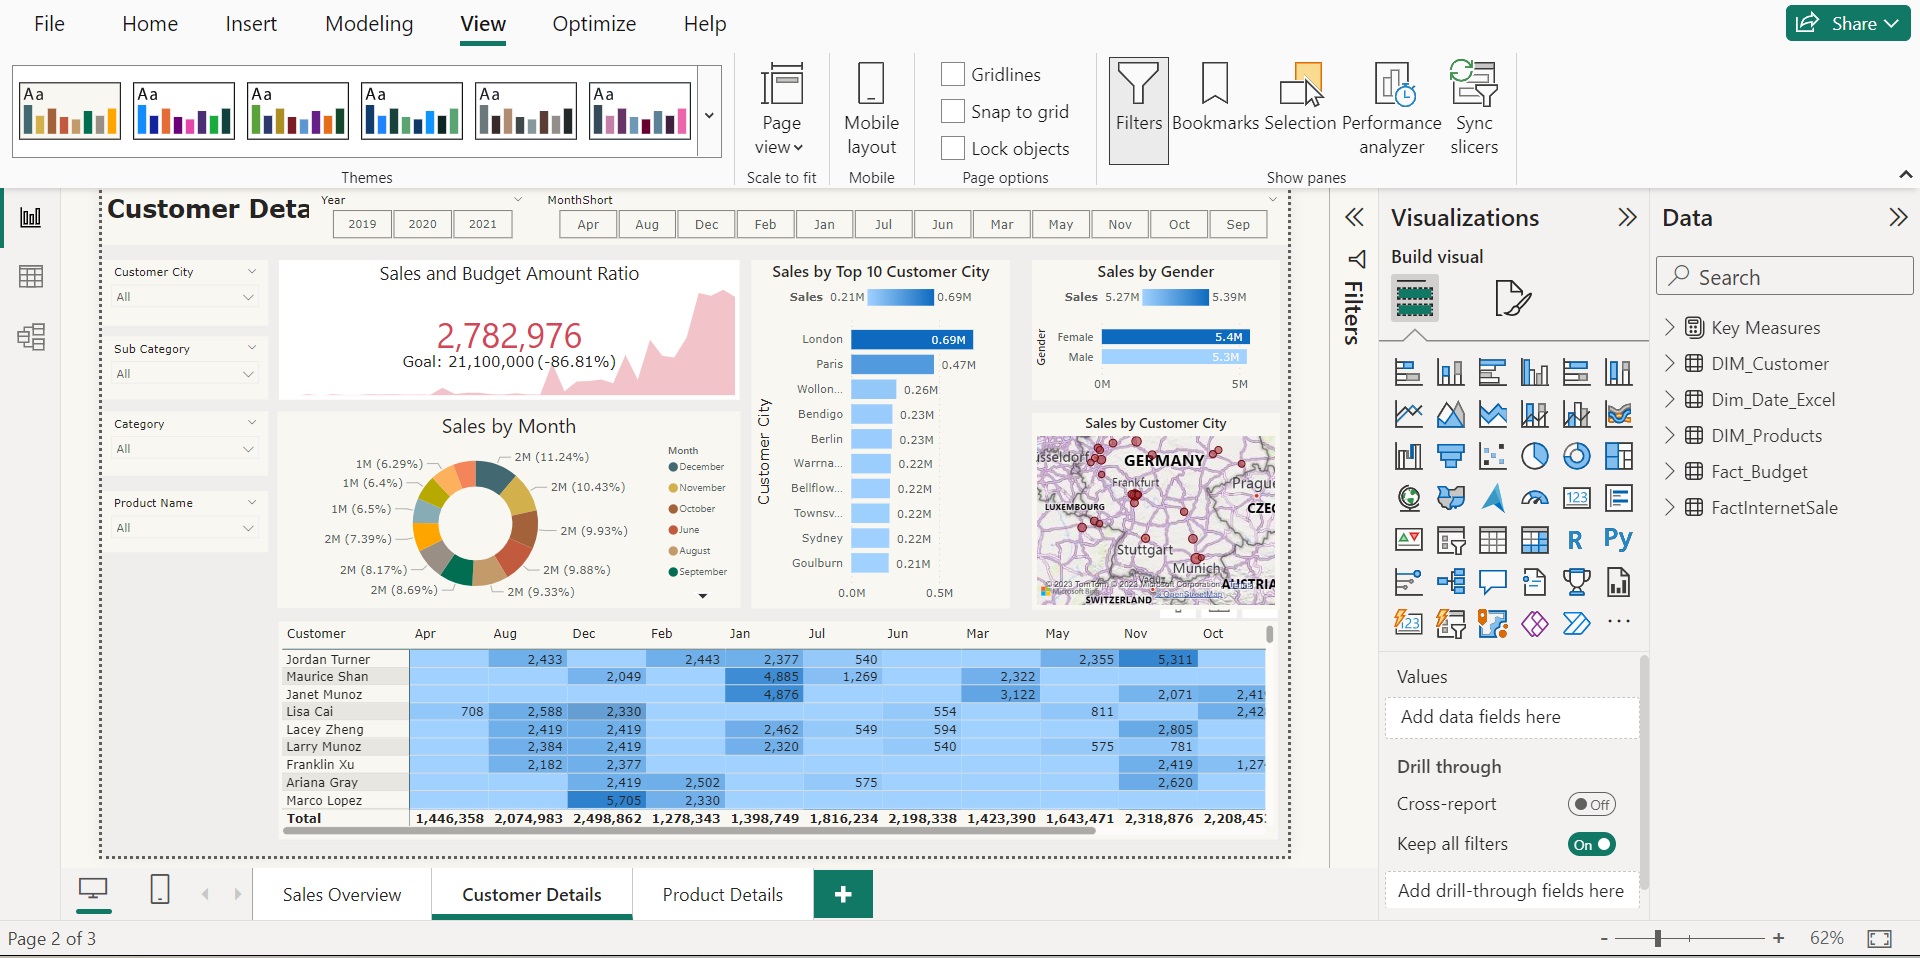 File Home Insert Modeling View Optimize Help Share
Aa Aa Aa Aa Aa Aa
Page view
Mobile layout
Gridlines
Snap to grid
Lock objects
Filters Bookmarks Selection Performance analyzer Sync slicers
Themes Scale to fit Mobile Page options Show panes
Customer Deta
Year
2019 2020 2021
MonthShort
Apr Aug Dec Feb Jan Jul Jun Mar May Nov Oct Sep
Customer City
All
Sub Category
All
Category
All
Product Name
All
Sales and Budget Amount Ratio
2,782,976
Goal: 21,100,000 (-86.81%)
Sales by Month
2M (11.24%)
2M (10.43%)
2M (9.93%)
2M (9.88%)
2M (9.33%)
2M (8.69%)
2M (8.17%)
2M (7.39%)
1M (6.5%)
1M (6.4%)
1M (6.29%)
Month
December
November
October
June
August
September
Sales by Top 10 Customer City
Sales 0.21M 0.69M
Customer City
London 0.69M
Paris 0.47M
Wollon... 0.26M
Bendigo 0.23M
Berlin 0.23M
Warrna... 0.22M
Bellflow... 0.22M
Townsv... 0.22M
Sydney 0.22M
Goulburn 0.21M
0.0M 0.5M
Sales by Gender
Sales 5.27M 5.39M
Gender
Female 5.4M
Male 5.3M
0M 5M
Sales by Customer City
GERMANY
Frankfurt
Pragu
LUXEMBOURG
CZEC
Stuttgart
Munich
Vaduz
AUSTRIA
© 2023 TomTom, © 2023 Microsoft Corporation
Microsoft Bing
© OpenStreetMap
SWITZERLAND
Customer Apr Aug Dec Feb Jan Jul Jun Mar May Nov Oct
Jordan Turner 2,433 2,443 2,377 540 2,355 5,311
Maurice Shan 2,049 4,885 1,269 2,322
Janet Munoz 4,876 3,122 2,071 2,419
Lisa Cai 708 2,588 2,330 554 811 2,42
Lacey Zheng 2,419 2,419 2,462 549 594 2,805
Larry Munoz 2,384 2,419 2,320 540 575 781
Franklin Xu 2,182 2,377 2,419 1,27
Ariana Gray 2,419 2,502 575 2,620
Marco Lopez 5,705 2,330
Total 1,446,358 2,074,983 2,498,862 1,278,343 1,398,749 1,816,234 2,198,338 1,423,390 1,643,471 2,318,876 2,208,45
Filters
Visualizations
Build visual
123
R
Py
123
Values
Add data fields here
Drill through
Cross-report Off
Keep all filters On
Add drill-through fields here
Data
Search
Key Measures
DIM_Customer
Dim_Date_Excel
DIM_Products
Fact_Budget
FactInternetSale
Sales Overview Customer Details Product Details
Page 2 of 3
- + 62%